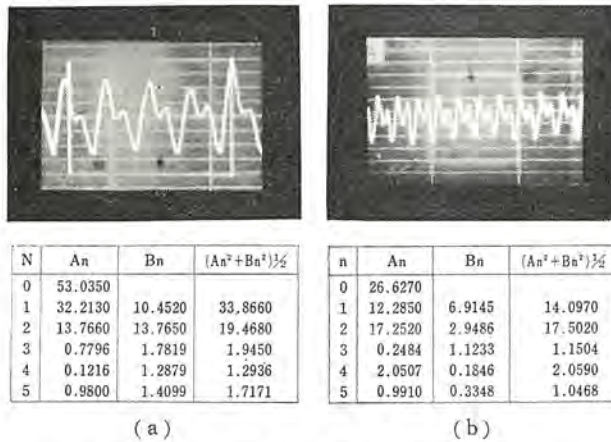 N An Bn (An²+Bn²)½
0 53.0350
1 32.2130 10.4520 33.8660
2 13.7660 13.7650 19.4680
3 0.7796 1.7819 1.9450
4 0.1216 1.2879 1.2936
5 0.9800 1.4099 1.7171
(a)
n An Bn (An²+Bn²)½
0 26.6270
1 12.2850 6.9145 14.0970
2 17.2520 2.9486 17.5020
3 0.2484 1.1233 1.1504
4 2.0507 0.1846 2.0590
5 0.9910 0.3348 1.0468
(b)